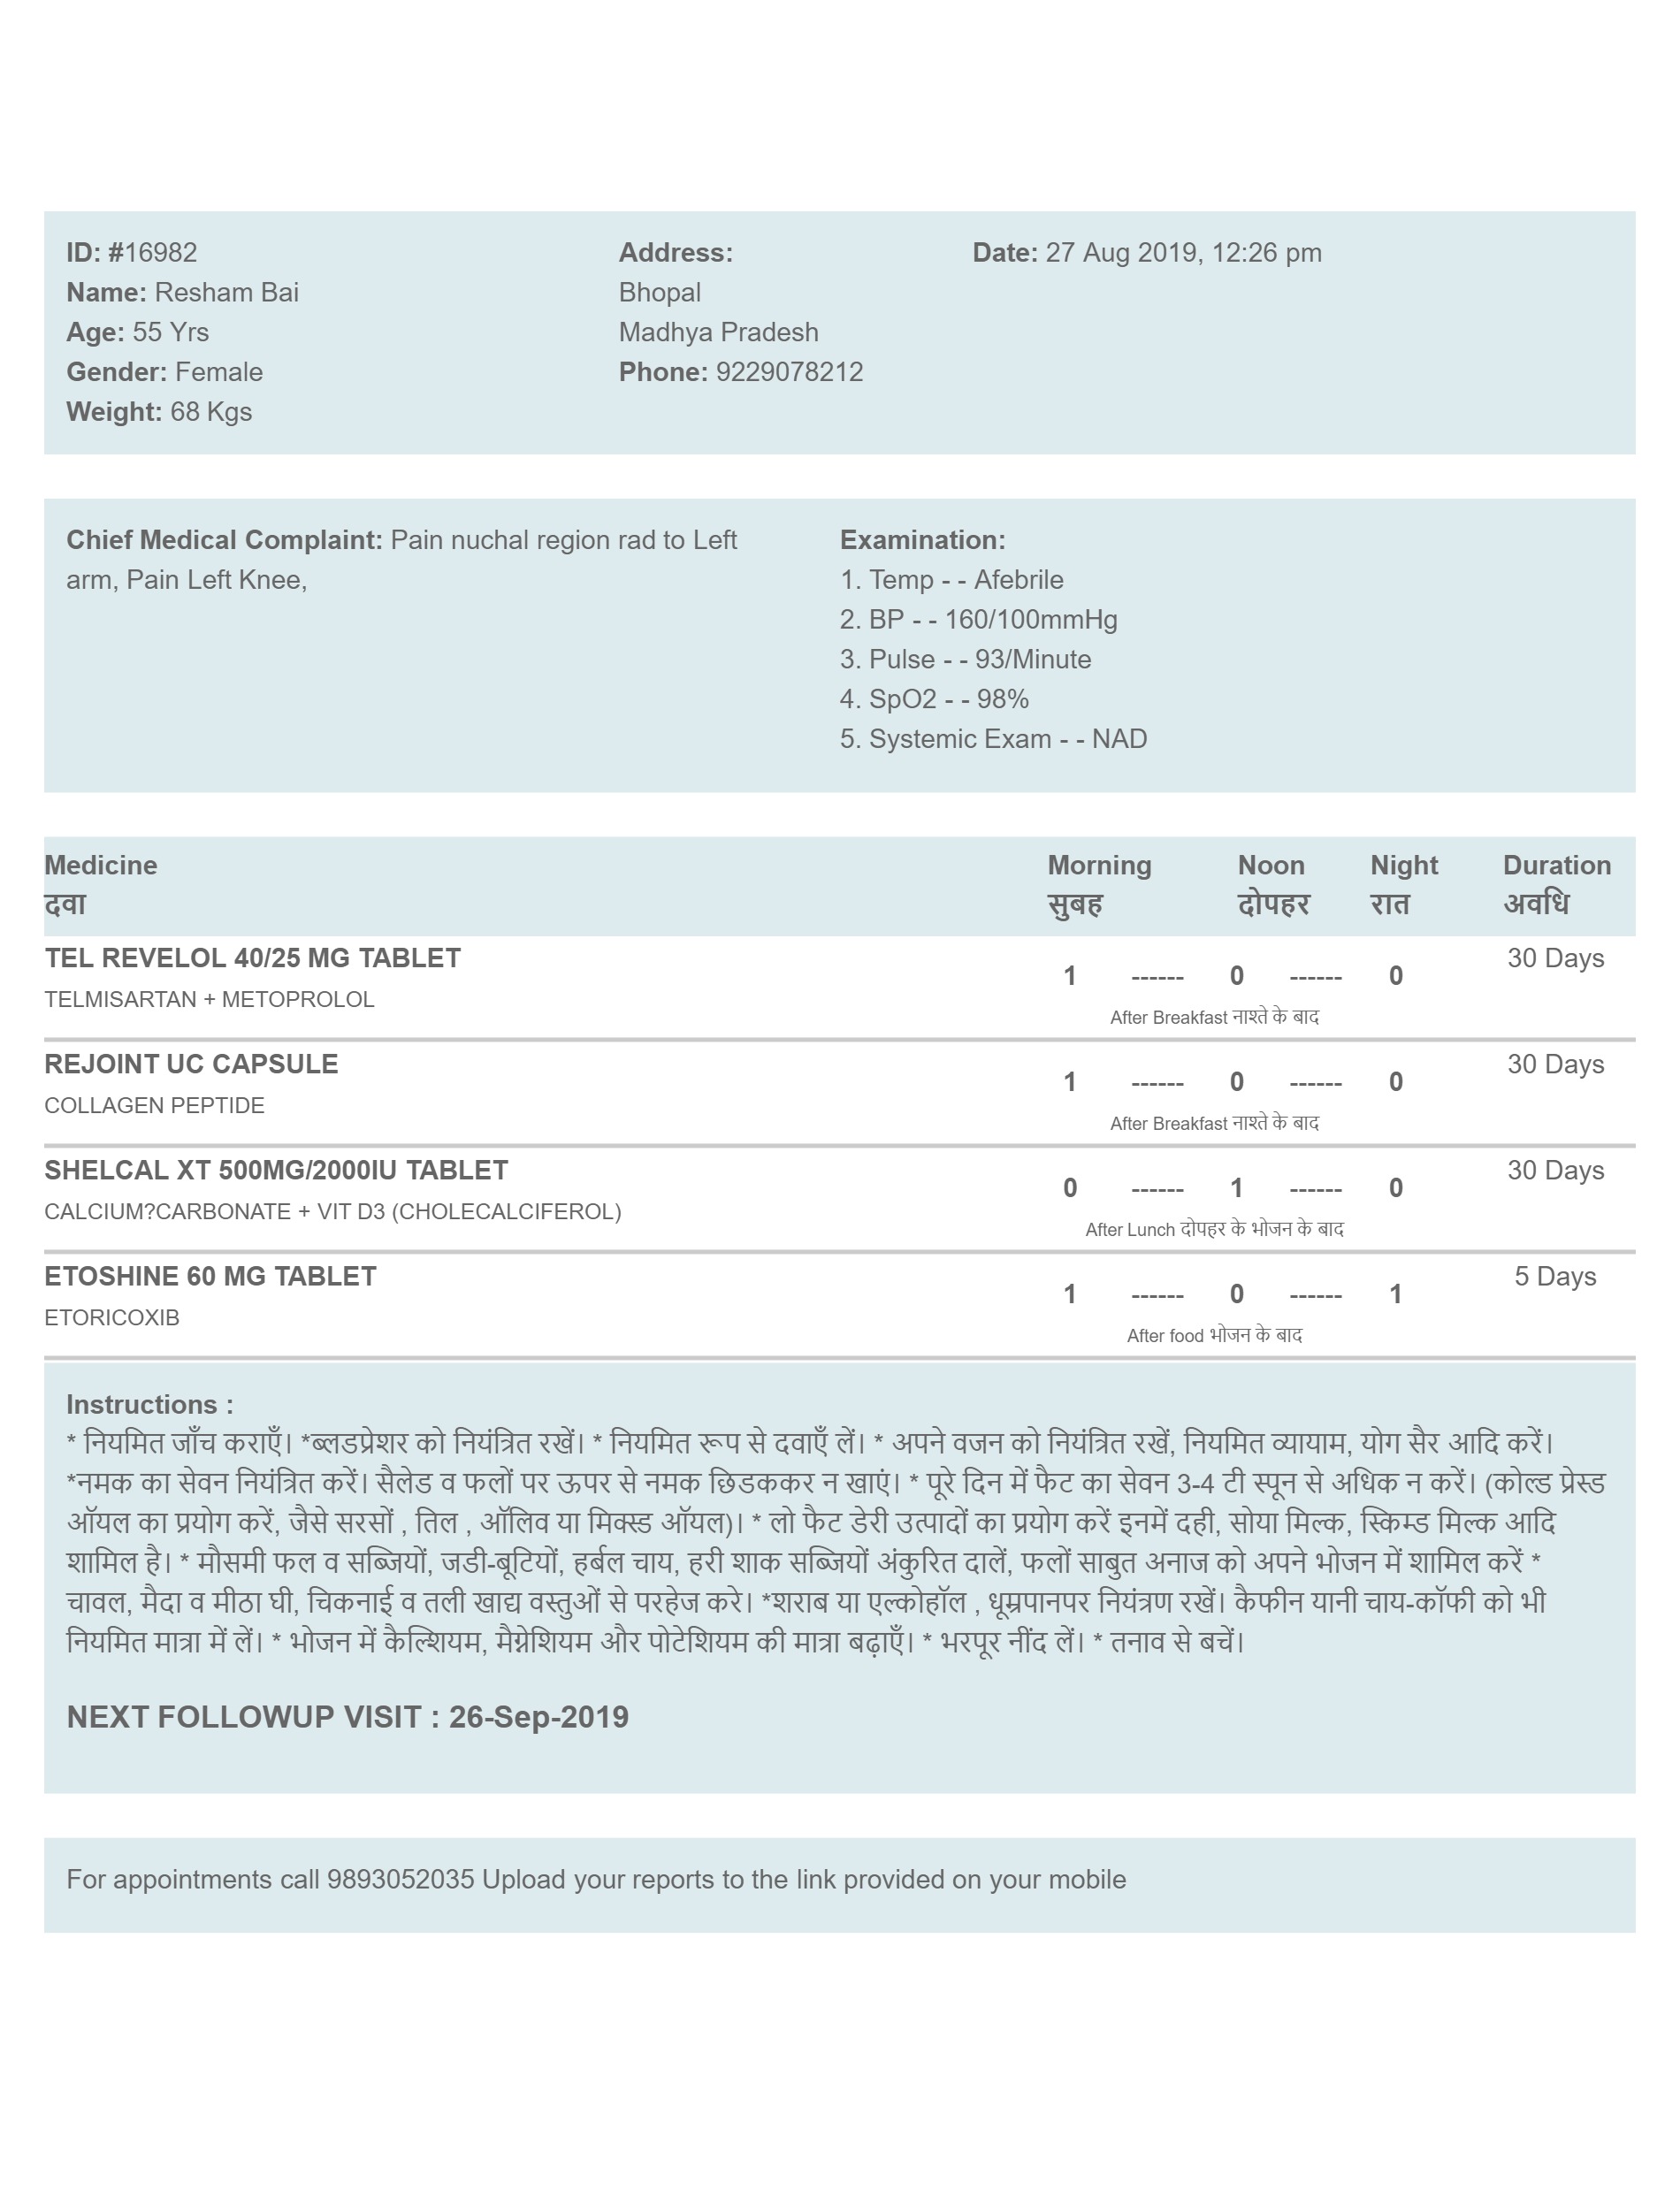 ID: #16982
Name: Resham Bai
Age: 55 Yrs
Gender: Female
Weight: 68 Kgs
Address:
Bhopal
Madhya Pradesh
Phone: 9229078212
Date: 27 Aug 2019, 12:26 pm
Chief Medical Complaint: Pain nuchal region rad to Left
arm, Pain Left Knee,
Examination:
1. Temp - - Afebrile
2. BP - - 160/100mmHg
3. Pulse - - 93/Minute
4. SpO2 - - 98%
5. Systemic Exam - - NAD
Medicine Morning Noon Night Duration
दवा सुबह दोपहर रात अवधि
TEL REVELOL 40/25 MG TABLET 30 Days
1 ------ 0 ------ 0
TELMISARTAN + METOPROLOL
After Breakfast नाश्ते के बाद
REJOINT UC CAPSULE 30 Days
1 ------ 0 ------ 0
COLLAGEN PEPTIDE
After Breakfast नाश्ते के बाद
SHELCAL XT 500MG/2000IU TABLET 30 Days
0 ------ 1 ------ 0
CALCIUM?CARBONATE + VIT D3 (CHOLECALCIFEROL)
After Lunch दोपहर के भोजन के बाद
ETOSHINE 60 MG TABLET 5 Days
1 ------ 0 ------ 1
ETORICOXIB
After food भोजन के बाद
Instructions :
* नियमित जाँच कराएँ। *ब्लडप्रेशर को नियंत्रित रखें। * नियमित रूप से दवाएँ लें। * अपने वजन को नियंत्रित रखें, नियमित व्यायाम, योग सैर आदि करें।
*नमक का सेवन नियंत्रित करें। सैलेड व फलों पर ऊपर से नमक छिडककर न खाएं। * पूरे दिन में फैट का सेवन 3-4 टी स्पून से अधिक न करें। (कोल्ड प्रेस्ड
ऑयल का प्रयोग करें, जैसे सरसों , तिल , ऑलिव या मिक्स्ड ऑयल)। * लो फैट डेरी उत्पादों का प्रयोग करें इनमें दही, सोया मिल्क, स्किम्ड मिल्क आदि
शामिल है। * मौसमी फल व सब्जियों, जडी-बूटियों, हर्बल चाय, हरी शाक सब्जियों अंकुरित दालें, फलों साबुत अनाज को अपने भोजन में शामिल करें *
चावल, मैदा व मीठा घी, चिकनाई व तली खाद्य वस्तुओं से परहेज करे। *शराब या एल्कोहॉल , धूम्रपानपर नियंत्रण रखें। कैफीन यानी चाय-कॉफी को भी
नियमित मात्रा में लें। * भोजन में कैल्शियम, मैग्नेशियम और पोटेशियम की मात्रा बढ़ाएँ। * भरपूर नींद लें। * तनाव से बचें।
NEXT FOLLOWUP VISIT : 26-Sep-2019
For appointments call 9893052035 Upload your reports to the link provided on your mobile